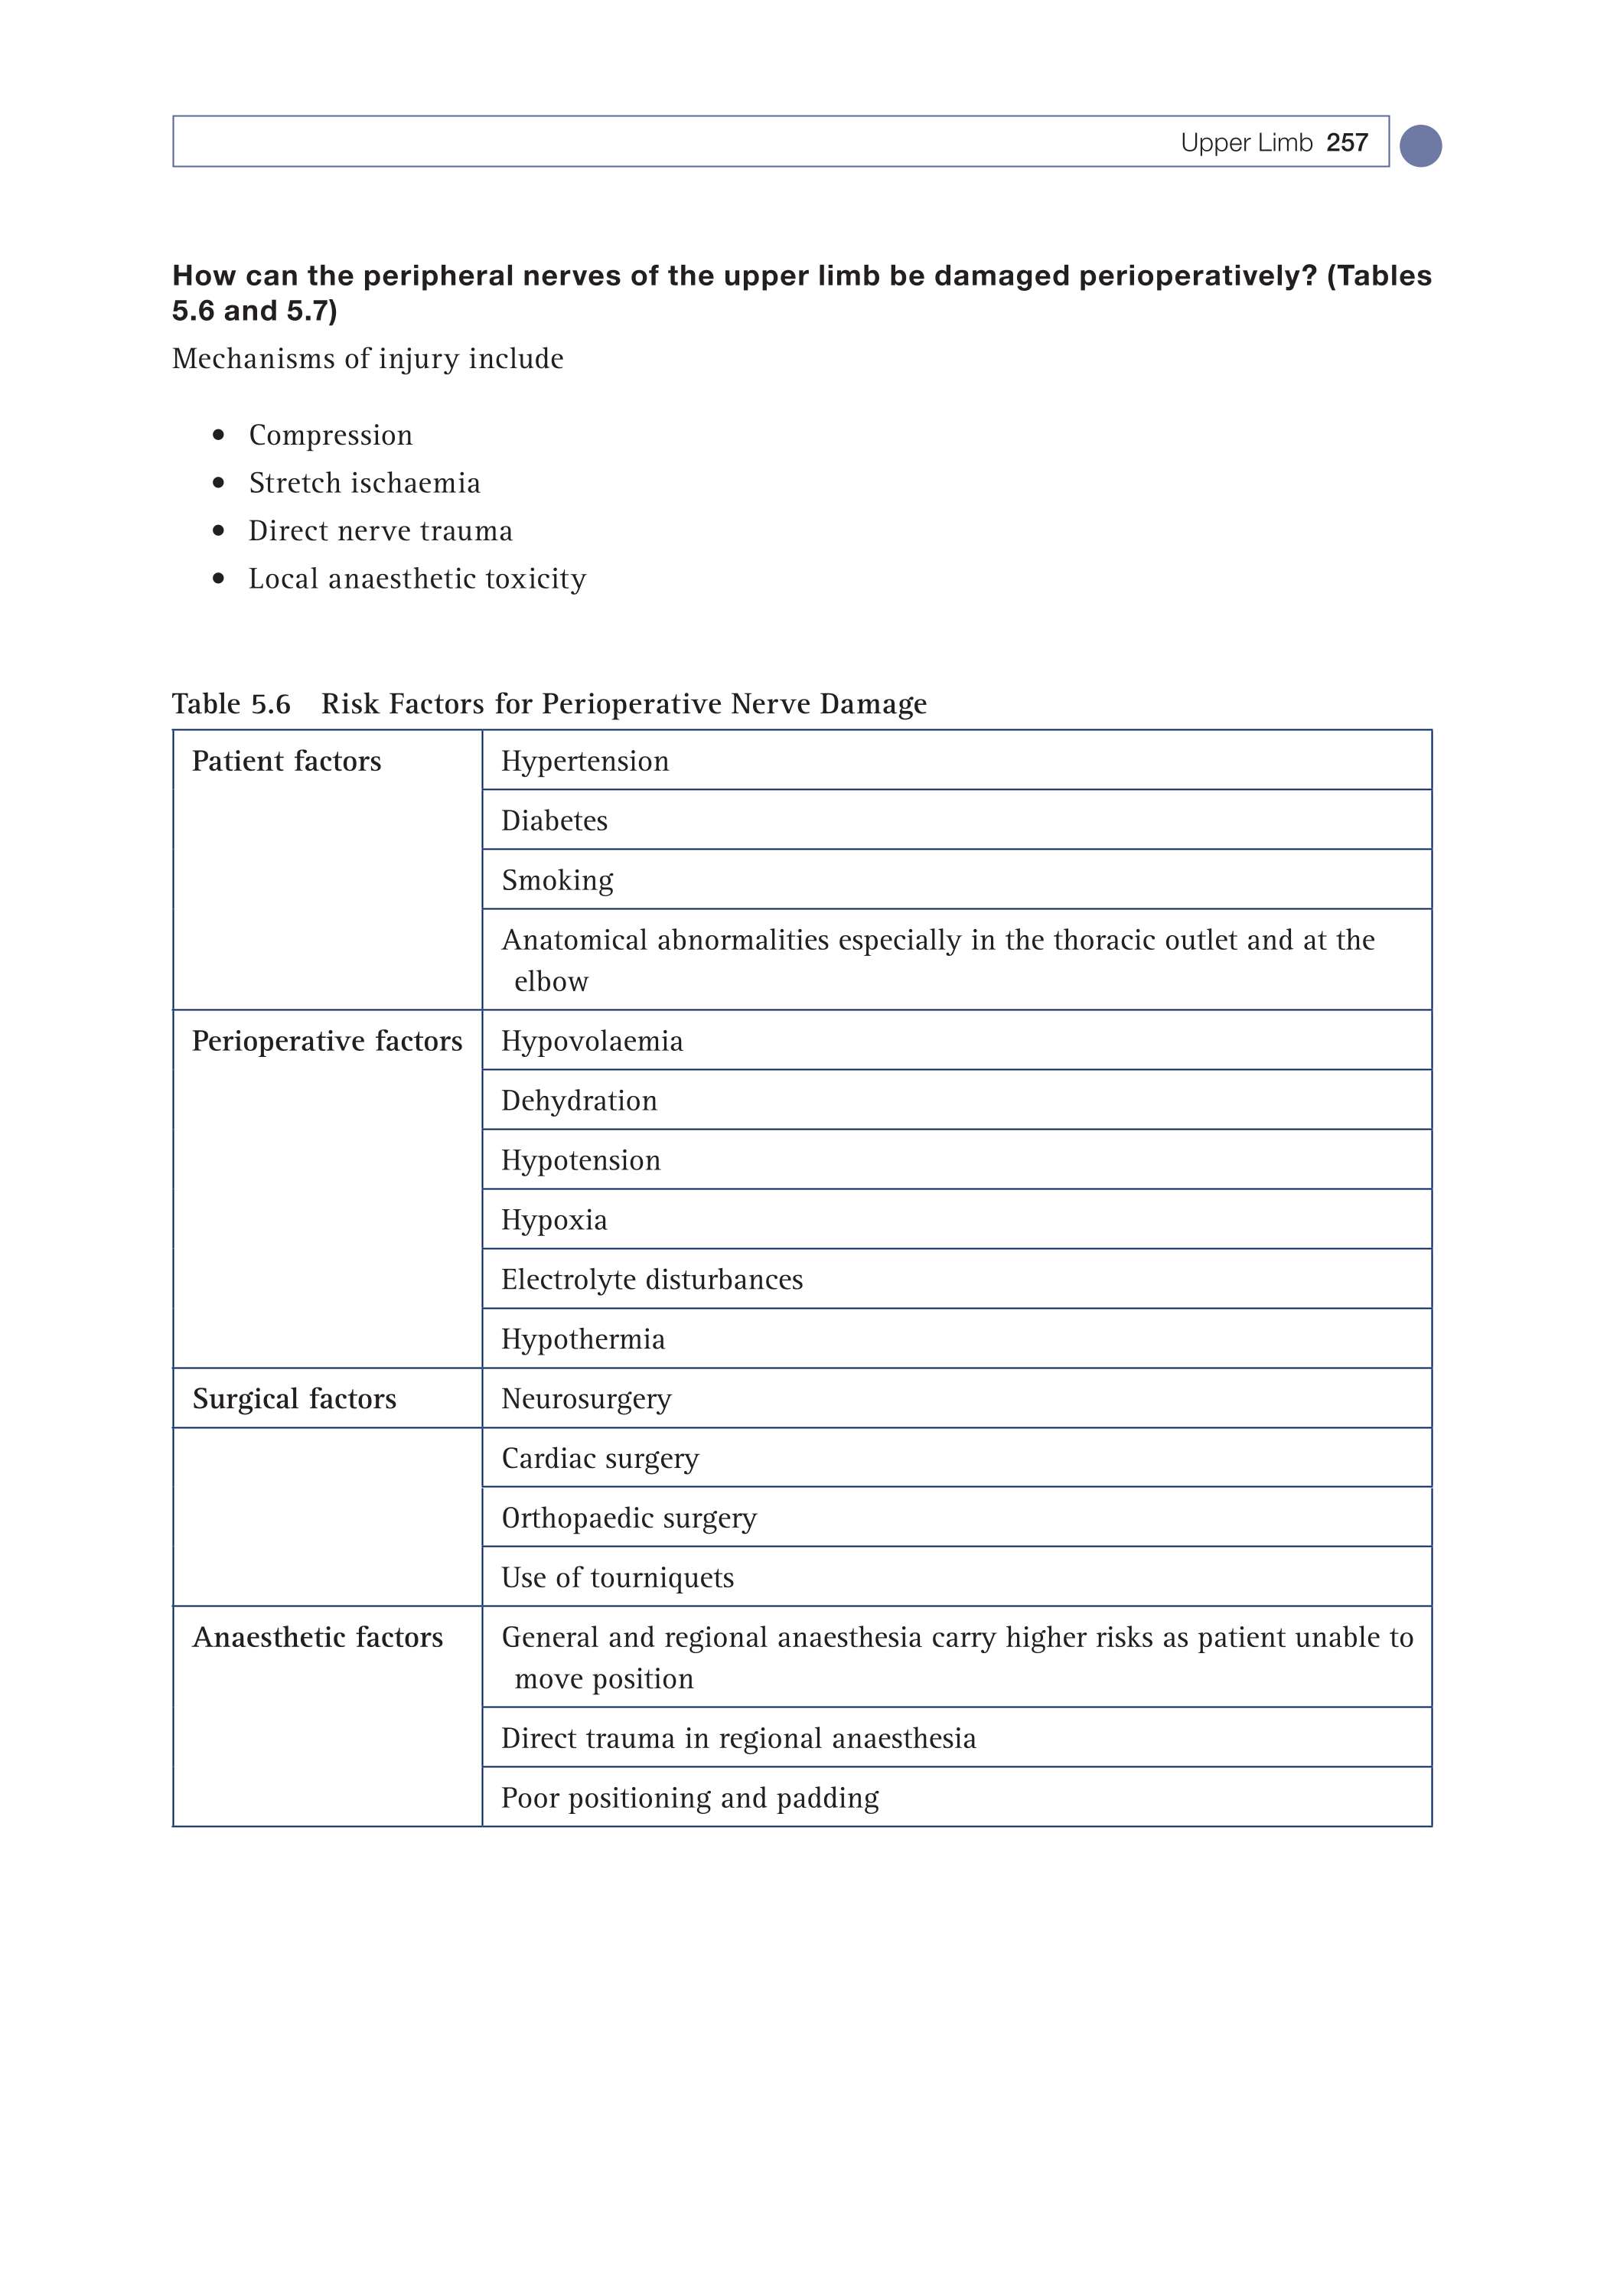 Upper Limb 257
How can the peripheral nerves of the upper limb be damaged perioperatively? (Tables
5.6 and 5.7)
Mechanisms of injury include
• Compression
• Stretch ischaemia
• Direct nerve trauma
• Local anaesthetic toxicity
Table 5.6 Risk Factors for Perioperative Nerve Damage
Patient factors
Hypertension
Diabetes
Smoking
Anatomical abnormalities especially in the thoracic outlet and at the
elbow
Perioperative factors
Hypovolaemia
Dehydration
Hypotension
Hypoxia
Electrolyte disturbances
Hypothermia
Surgical factors
Neurosurgery
Cardiac surgery
Orthopaedic surgery
Use of tourniquets
Anaesthetic factors
General and regional anaesthesia carry higher risks as patient unable to
move position
Direct trauma in regional anaesthesia
Poor positioning and padding